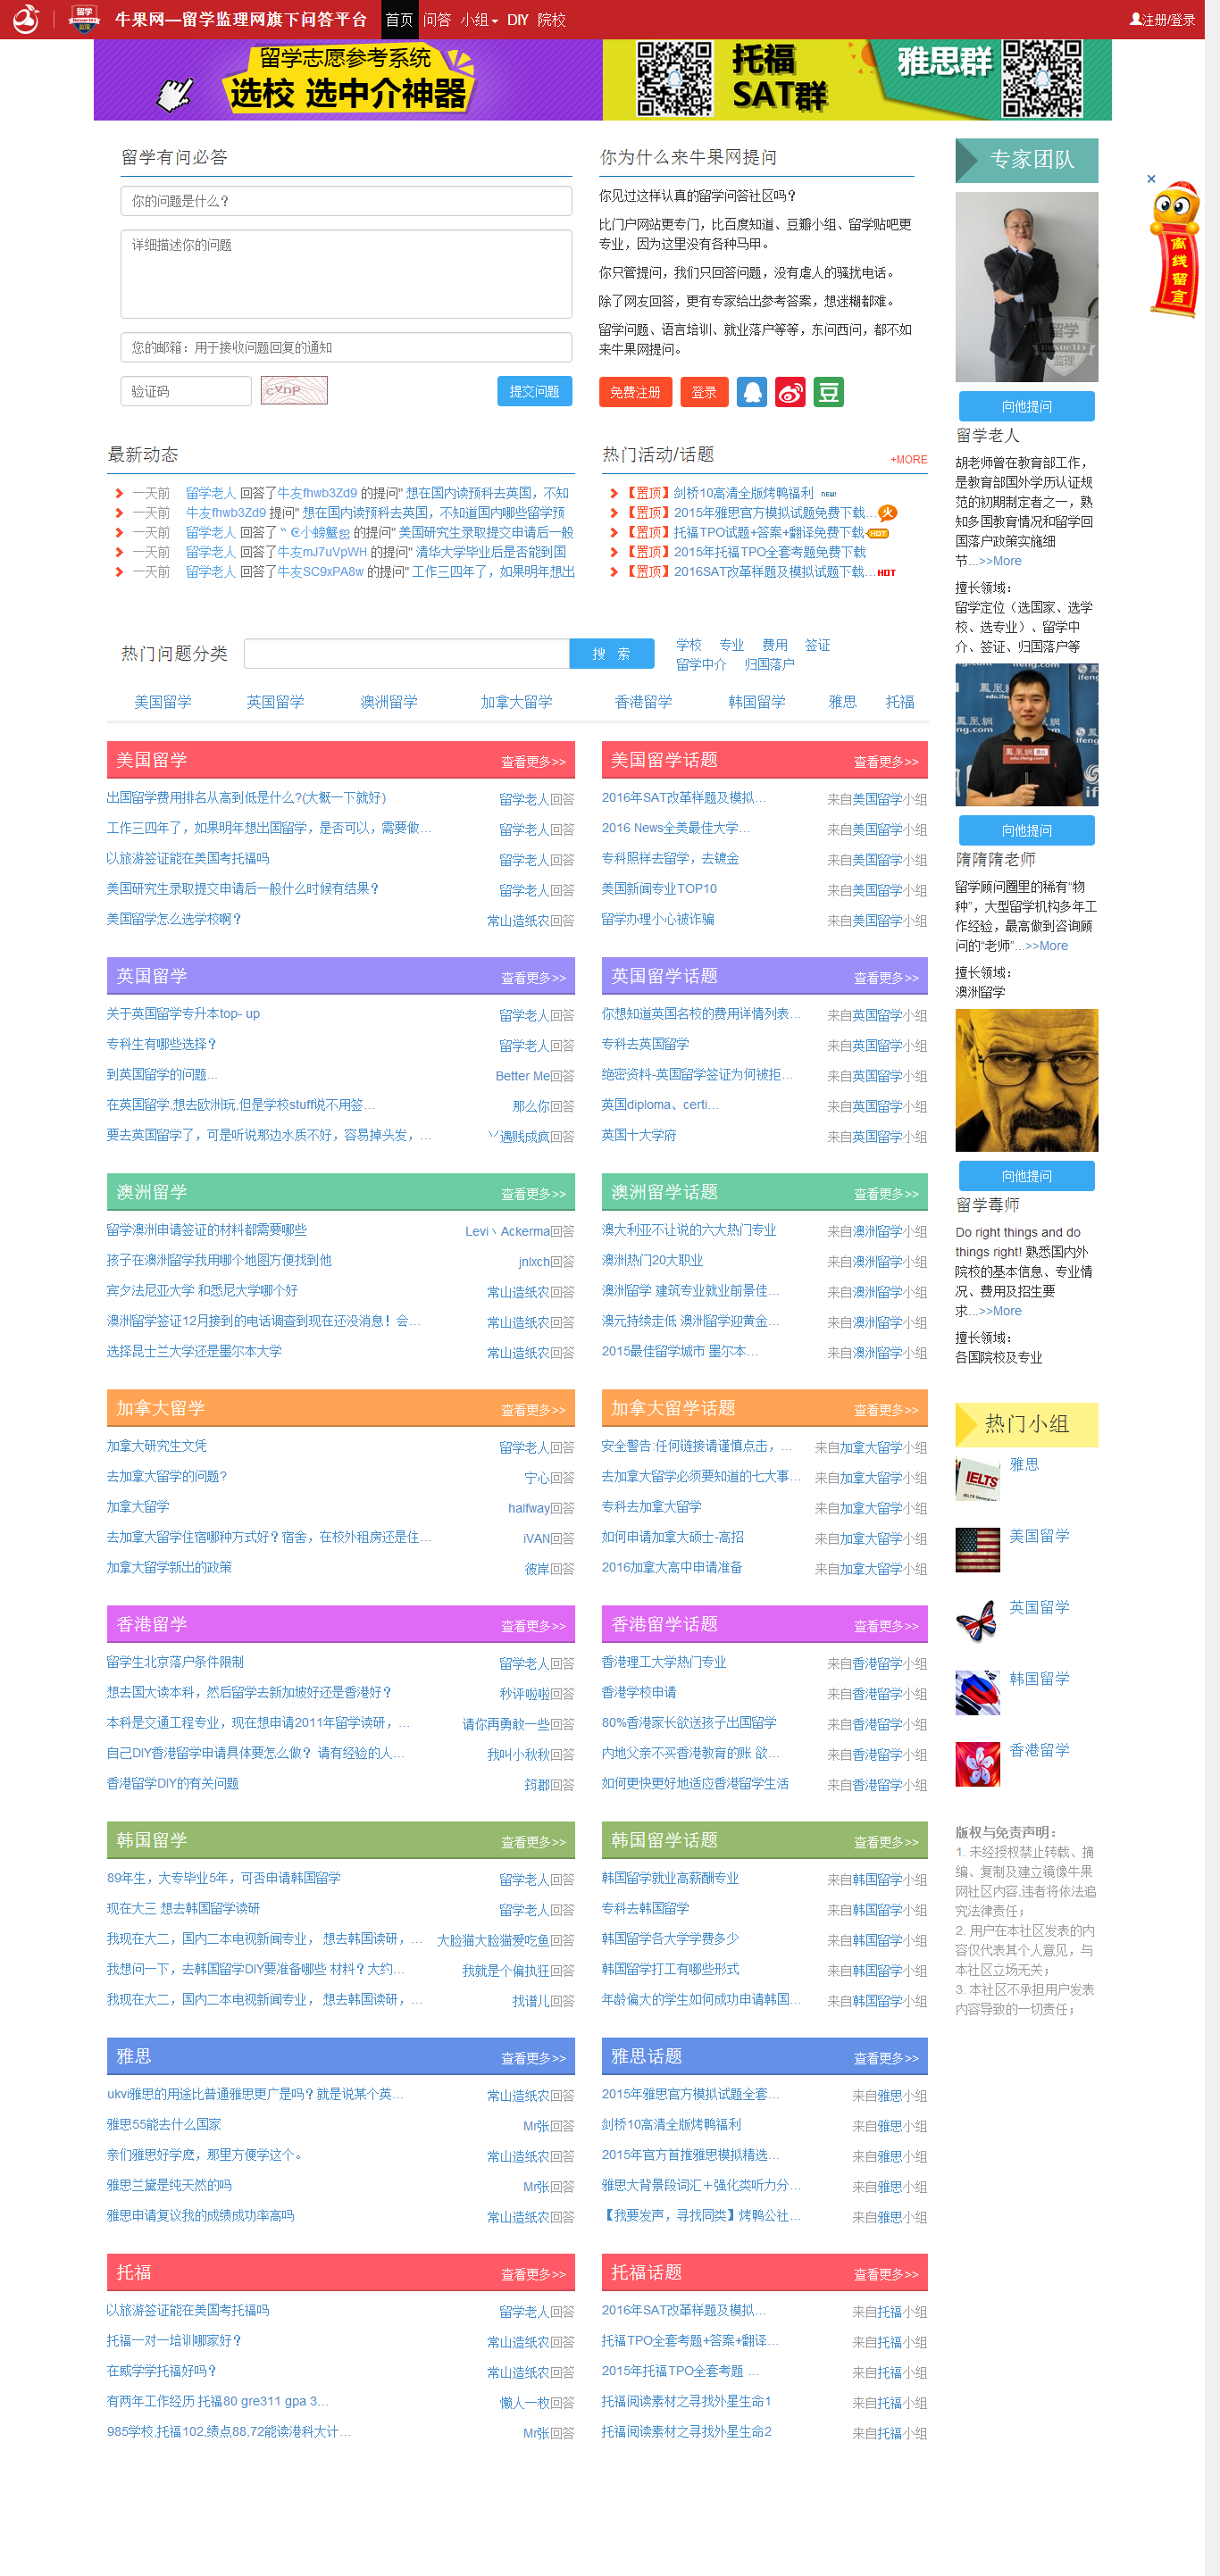 牛果网—留学监理网旗下问答平台 首页 问答 小组 DIY 院校 注册/登录
留学志愿参考系统
选校 选中介神器
托福
SAT群
雅思群
留学有问必答
你的问题是什么？
详细描述你的问题
您的邮箱：用于接收问题回复的通知
验证码 提交问题
你为什么来牛果网提问
你见过这样认真的留学问答社区吗？
比门户网站更专门，比百度知道、豆瓣小组、留学贴吧更
专业，因为这里没有各种马甲。
你只管提问，我们只回答问题，没有虐人的骚扰电话。
除了网友回答，更有专家给出参考答案，想迷糊都难。
留学问题、语言培训、就业落户等等，东问西问，都不如
来牛果网提问。
免费注册 登录 豆
最新动态
一天前 留学老人 回答了牛友fhwb3Zd9 的提问" 想在国内读预科去英国，不知
一天前 牛友fhwb3Zd9 提问" 想在国内读预科去英国，不知道国内哪些留学预
一天前 留学老人 回答了 的提问" 美国研究生录取提交申请后一般
一天前 留学老人 回答了牛友mJ7uVpWH 的提问" 清华大学毕业后是否能到国
一天前 留学老人 回答了牛友SC9xPA8w 的提问" 工作三四年了，如果明年想出
热门活动/话题 +MORE
【置顶】剑桥10高清全版烤鸭福利 NEW!
【置顶】2015年雅思官方模拟试题免费下载... 火
【置顶】托福TPO试题+答案+翻译免费下载 HOT
【置顶】2015年托福TPO全套考题免费下载
【置顶】2016SAT改革样题及模拟试题下载... HOT
热门问题分类 搜 索
学校 专业 费用 签证
留学中介 归国落户
美国留学 英国留学 澳洲留学 加拿大留学 香港留学 韩国留学 雅思 托福
美国留学 查看更多>>
出国留学费用排名从高到低是什么?(大概一下就好) 留学老人回答
工作三四年了，如果明年想出国留学，是否可以，需要做... 留学老人回答
以旅游签证能在美国考托福吗 留学老人回答
美国研究生录取提交申请后一般什么时候有结果？ 留学老人回答
美国留学怎么选学校啊？ 常山造纸农回答
美国留学话题 查看更多>>
2016年SAT改革样题及模拟... 来自美国留学小组
2016 News全美最佳大学... 来自美国留学小组
专科照样去留学，去镀金 来自美国留学小组
美国新闻专业TOP10 来自美国留学小组
留学办理小心被诈骗 来自美国留学小组
英国留学 查看更多>>
关于英国留学专升本top- up 留学老人回答
专科生有哪些选择？ 留学老人回答
到英国留学的问题... Better Me回答
在英国留学,想去欧洲玩,但是学校stuff说不用签... 那么你回答
要去英国留学了，可是听说那边水质不好，容易掉头发，... 丷遇贱成疯回答
英国留学话题 查看更多>>
你想知道英国名校的费用详情列表... 来自英国留学小组
专科去英国留学 来自英国留学小组
绝密资料-英国留学签证为何被拒... 来自英国留学小组
英国diploma、certi... 来自英国留学小组
英国十大学府 来自英国留学小组
澳洲留学 查看更多>>
留学澳洲申请签证的材料都需要哪些 Levi丶Ackerma回答
孩子在澳洲留学我用哪个地图方便找到他 jnlxch回答
宾夕法尼亚大学 和悉尼大学哪个好 常山造纸农回答
澳洲留学签证12月接到的电话调查到现在还没消息！会... 常山造纸农回答
选择昆士兰大学还是墨尔本大学 常山造纸农回答
澳洲留学话题 查看更多>>
澳大利亚不让说的六大热门专业 来自澳洲留学小组
澳洲热门20大职业 来自澳洲留学小组
澳洲留学 建筑专业就业前景佳... 来自澳洲留学小组
澳元持续走低 澳洲留学迎黄金... 来自澳洲留学小组
2015最佳留学城市 墨尔本... 来自澳洲留学小组
加拿大留学 查看更多>>
加拿大研究生文凭 留学老人回答
去加拿大留学的问题? 宁心回答
加拿大留学 halfway回答
去加拿大留学住宿哪种方式好？宿舍，在校外租房还是住... iVAN回答
加拿大留学新出的政策 彼岸回答
加拿大留学话题 查看更多>>
安全警告:任何链接请谨慎点击，... 来自加拿大留学小组
去加拿大留学必须要知道的七大事... 来自加拿大留学小组
专科去加拿大留学 来自加拿大留学小组
如何申请加拿大硕士-高招 来自加拿大留学小组
2016加拿大高中申请准备 来自加拿大留学小组
香港留学 查看更多>>
留学生北京落户条件限制 留学老人回答
想去国大读本科，然后留学去新加坡好还是香港好？ 秒评啦啦回答
本科是交通工程专业，现在想申请2011年留学读研，... 请你再勇敢一些回答
自己DIY香港留学申请具体要怎么做？ 请有经验的人... 我叫小秋秋回答
香港留学DIY的有关问题 筠郡回答
香港留学话题 查看更多>>
香港理工大学热门专业 来自香港留学小组
香港学校申请 来自香港留学小组
80%香港家长欲送孩子出国留学 来自香港留学小组
内地父亲不买香港教育的账 欲... 来自香港留学小组
如何更快更好地适应香港留学生活 来自香港留学小组
韩国留学 查看更多>>
89年生，大专毕业5年，可否申请韩国留学 留学老人回答
现在大三 想去韩国留学读研 留学老人回答
我现在大二，国内二本电视新闻专业， 想去韩国读研，... 大脸猫大脸猫爱吃鱼回答
我想问一下，去韩国留学DIY要准备哪些 材料？大约... 我就是个偏执狂回答
我现在大二，国内二本电视新闻专业， 想去韩国读研，... 找谱儿回答
韩国留学话题 查看更多>>
韩国留学就业高薪酬专业 来自韩国留学小组
专科去韩国留学 来自韩国留学小组
韩国留学各大学学费多少 来自韩国留学小组
韩国留学打工有哪些形式 来自韩国留学小组
年龄偏大的学生如何成功申请韩国... 来自韩国留学小组
雅思 查看更多>>
ukvi雅思的用途比普通雅思更广是吗？就是说某个英... 常山造纸农回答
雅思55能去什么国家 Mr张回答
亲们雅思好学麽，那里方便学这个。 常山造纸农回答
雅思兰黛是纯天然的吗 Mr张回答
雅思申请复议我的成绩成功率高吗 常山造纸农回答
雅思话题 查看更多>>
2015年雅思官方模拟试题全套... 来自雅思小组
剑桥10高清全版烤鸭福利 来自雅思小组
2015年官方首推雅思模拟精选... 来自雅思小组
雅思大背景段词汇＋强化类听力分... 来自雅思小组
【我要发声，寻找同类】烤鸭公社... 来自雅思小组
托福 查看更多>>
以旅游签证能在美国考托福吗 留学老人回答
托福一对一培训哪家好？ 常山造纸农回答
在威学学托福好吗？ 常山造纸农回答
有两年工作经历 托福80 gre311 gpa 3... 懒人一枚回答
985学校,托福102,绩点88,72能读港科大计... Mr张回答
托福话题 查看更多>>
2016年SAT改革样题及模拟... 来自托福小组
托福TPO全套考题+答案+翻译... 来自托福小组
2015年托福TPO全套考题 ... 来自托福小组
托福阅读素材之寻找外星生命1 来自托福小组
托福阅读素材之寻找外星生命2 来自托福小组
专家团队
留学
监理
向他提问
留学老人
胡老师曾在教育部工作，
是教育部国外学历认证规
范的初期制定者之一，熟
知多国教育情况和留学回
国落户政策实施细
节...>>More
擅长领域：
留学定位（选国家、选学
校、选专业）、留学中
介、签证、归国落户等
向他提问
隋隋隋老师
留学顾问圈里的稀有“物
种”，大型留学机构多年工
作经验，最高做到咨询顾
问的“老师”...>>More
擅长领域：
澳洲留学
向他提问
留学毒师
Do right things and do
things right! 熟悉国内外
院校的基本信息、专业情
况、费用及招生要
求...>>More
擅长领域：
各国院校及专业
热门小组
IELTS
雅思
美国留学
英国留学
韩国留学
香港留学
版权与免责声明：
1. 未经授权禁止转载、摘
编、复制及建立镜像牛果
网社区内容,违者将依法追
究法律责任；
2. 用户在本社区发表的内
容仅代表其个人意见，与
本社区立场无关；
3. 本社区不承担用户发表
内容导致的一切责任；
×
离线留言